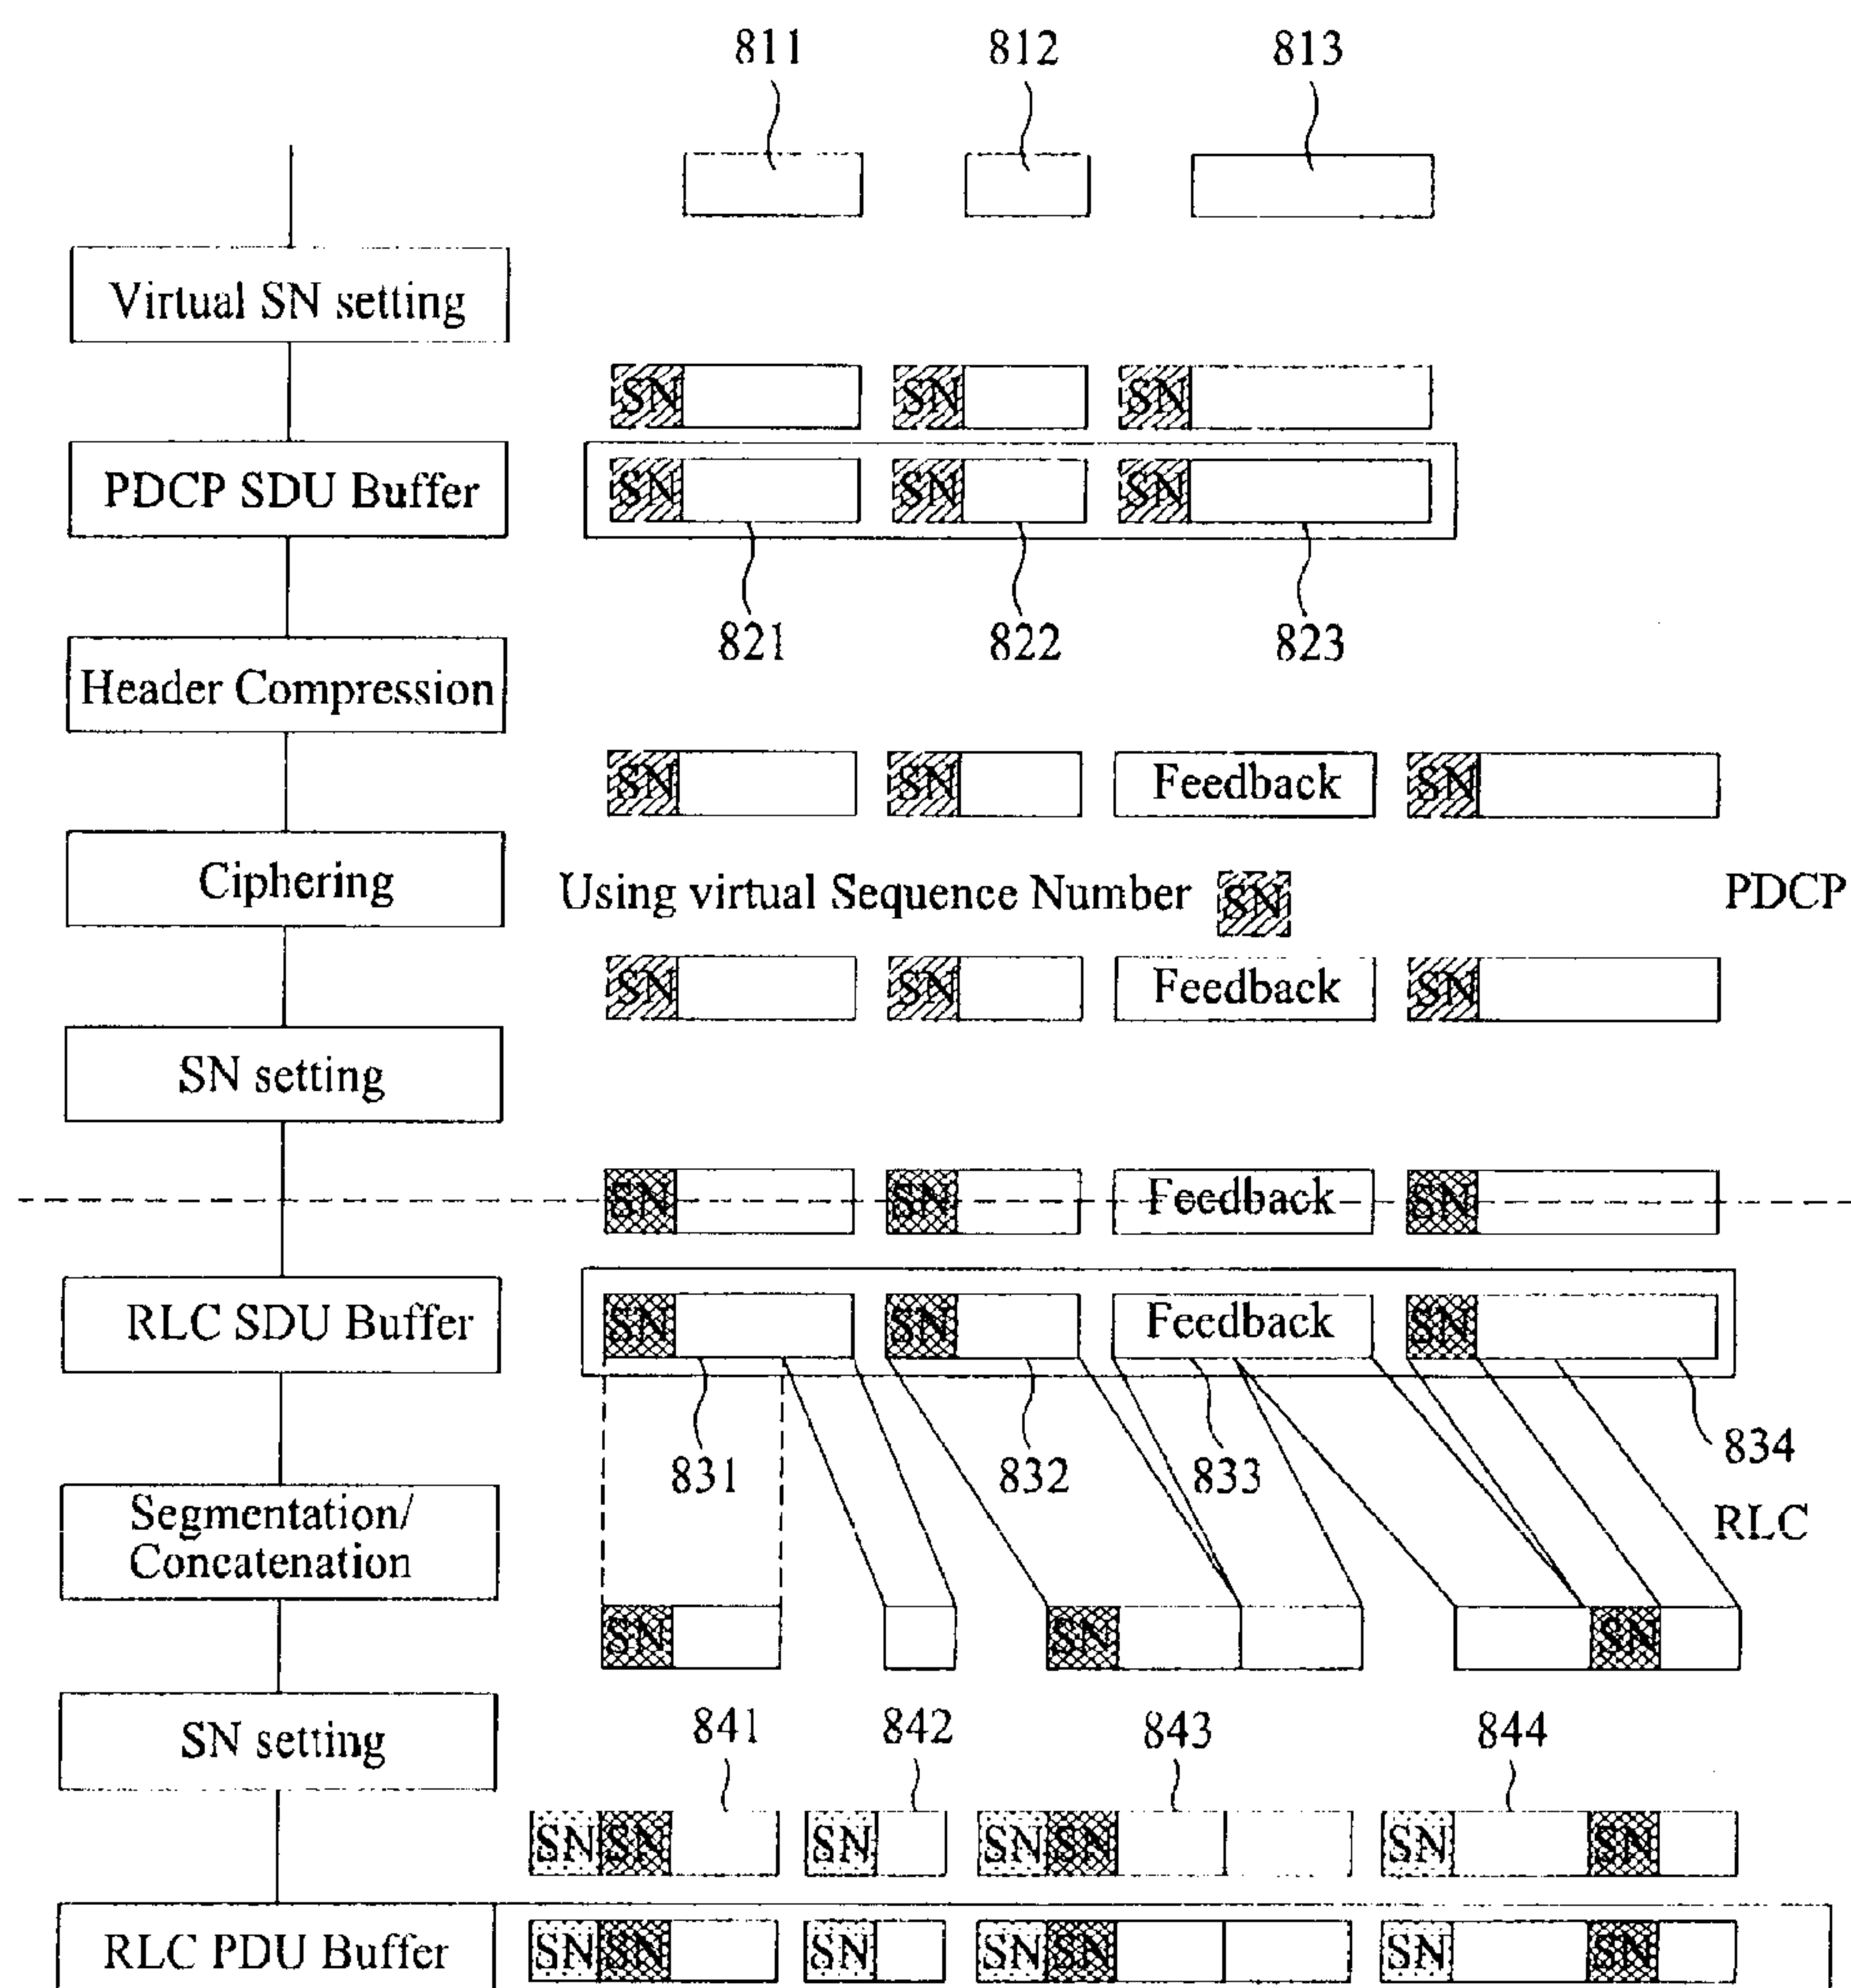 811 812 813
Virtual SN setting
SN SN SN
PDCP SDU Buffer SN SN SN
821 822 823
Header Compression
SN SN Feedback SN
Ciphering Using virtual Sequence Number SN PDCP
SN SN Feedback SN
SN setting
SN SN Feedback SN
RLC SDU Buffer SN SN Feedback SN
831 832 833 834
Segmentation/
Concatenation
RLC
SN SN SN
SN setting
841 842 843 844
SN SN SN SN SN SN SN
RLC PDU Buffer SN SN SN SN SN SN SN